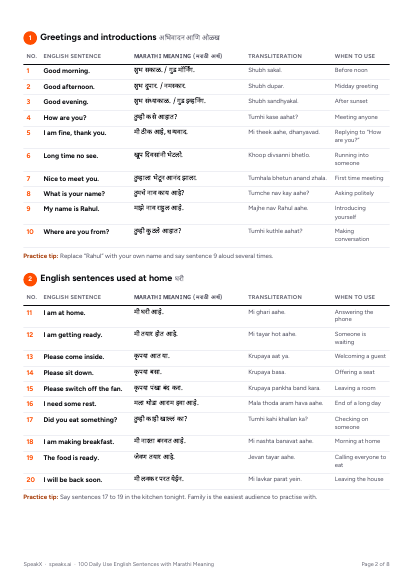 1 Greetings and introductions अभिवादन आणि ओळख
NO. ENGLISH SENTENCE MARATHI MEANING (मराठी अर्थ) TRANSLITERATION WHEN TO USE
1 Good morning. शुभ सकाळ. / गुड मॉर्निंग. Shubh sakal. Before noon
2 Good afternoon. शुभ दुपार. / नमस्कार. Shubh dupar. Midday greeting
3 Good evening. शुभ संध्याकाळ. / गुड इव्हनिंग. Shubh sandhyakal. After sunset
4 How are you? तुम्ही कसे आहात? Tumhi kase aahat? Meeting anyone
5 I am fine, thank you. मी ठीक आहे, धन्यवाद. Mi theek aahe, dhanyavad. Replying to "How
are you?"
6 Long time no see. खूप दिवसांनी भेटलो. Khoop divsanni bhetlo. Running into
someone
7 Nice to meet you. तुम्हाला भेटून आनंद झाला. Tumhala bhetun anand zhala. First time meeting
8 What is your name? तुमचे नाव काय आहे? Tumche nav kay aahe? Asking politely
9 My name is Rahul. माझे नाव राहुल आहे. Majhe nav Rahul aahe. Introducing
yourself
10 Where are you from? तुम्ही कुठले आहात? Tumhi kuthle aahat? Making
conversation
Practice tip: Replace "Rahul" with your own name and say sentence 9 aloud several times.
2 English sentences used at home घरी
NO. ENGLISH SENTENCE MARATHI MEANING (मराठी अर्थ) TRANSLITERATION WHEN TO USE
11 I am at home. मी घरी आहे. Mi ghari aahe. Answering the
phone
12 I am getting ready. मी तयार होत आहे. Mi tayar hot aahe. Someone is
waiting
13 Please come inside. कृपया आत या. Krupaya aat ya. Welcoming a guest
14 Please sit down. कृपया बसा. Krupaya basa. Offering a seat
15 Please switch off the fan. कृपया पंखा बंद करा. Krupaya pankha band kara. Leaving a room
16 I need some rest. मला थोडा आराम हवा आहे. Mala thoda aram hava aahe. End of a long day
17 Did you eat something? तुम्ही काही खाल्लं का? Tumhi kahi khallan ka? Checking on
someone
18 I am making breakfast. मी नाश्ता बनवत आहे. Mi nashta banavat aahe. Morning at home
19 The food is ready. जेवण तयार आहे. Jevan tayar aahe. Calling everyone to
eat
20 I will be back soon. मी लवकर परत येईन. Mi lavkar parat yein. Leaving the house
Practice tip: Say sentences 17 to 19 in the kitchen tonight. Family is the easiest audience to practise with.
SpeakX · speakx.ai · 100 Daily Use English Sentences with Marathi Meaning Page 2 of 8